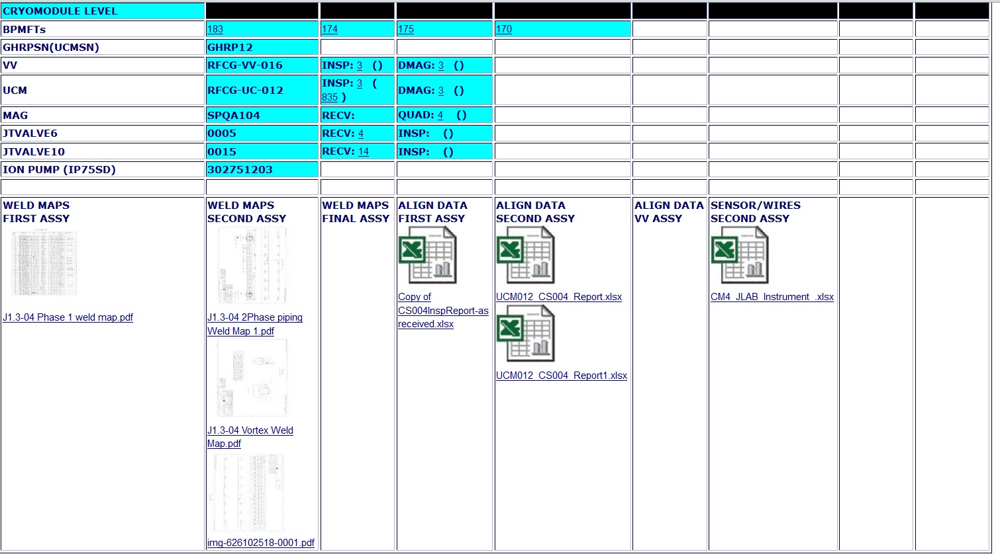 CRYOMODULE LEVEL
BPMFTs 183 174 175 170
GHRPSN(UCMSN) GHRP12
VV RFCG-VV-016 INSP: 3 () DMAG: 3 ()
UCM RFCG-UC-012 INSP: 3 ( 835 ) DMAG: 3 ()
MAG SPQA104 RECV: QUAD: 4 ()
JTVALVE6 0005 RECV: 4 INSP: ()
JTVALVE10 0015 RECV: 14 INSP: ()
ION PUMP (IP75SD) 302751203
WELD MAPS
FIRST ASSY
J1.3-04 Phase 1 weld map.pdf
WELD MAPS
SECOND ASSY
J1.3-04 2Phase piping
Weld Map 1.pdf
J1.3-04 Vortex Weld
Map.pdf
img-626102518-0001.pdf
WELD MAPS
FINAL ASSY
ALIGN DATA
FIRST ASSY
Copy of
CS004InspReport-as
received.xlsx
ALIGN DATA
SECOND ASSY
UCM012_CS004_Report.xlsx
UCM012_CS004_Report1.xlsx
ALIGN DATA
VV ASSY
SENSOR/WIRES
SECOND ASSY
CM4_JLAB_Instrument_.xlsx